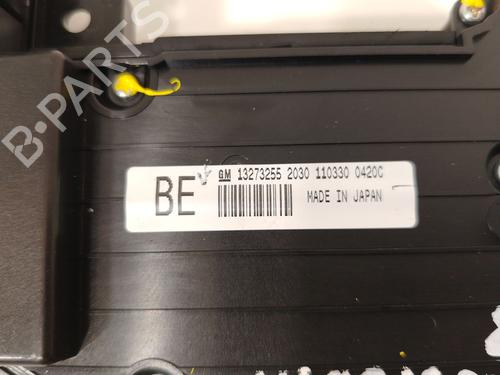 B-PARTS
GM 13273255 2030 110330 0420C
BE
MADE IN JAPAN